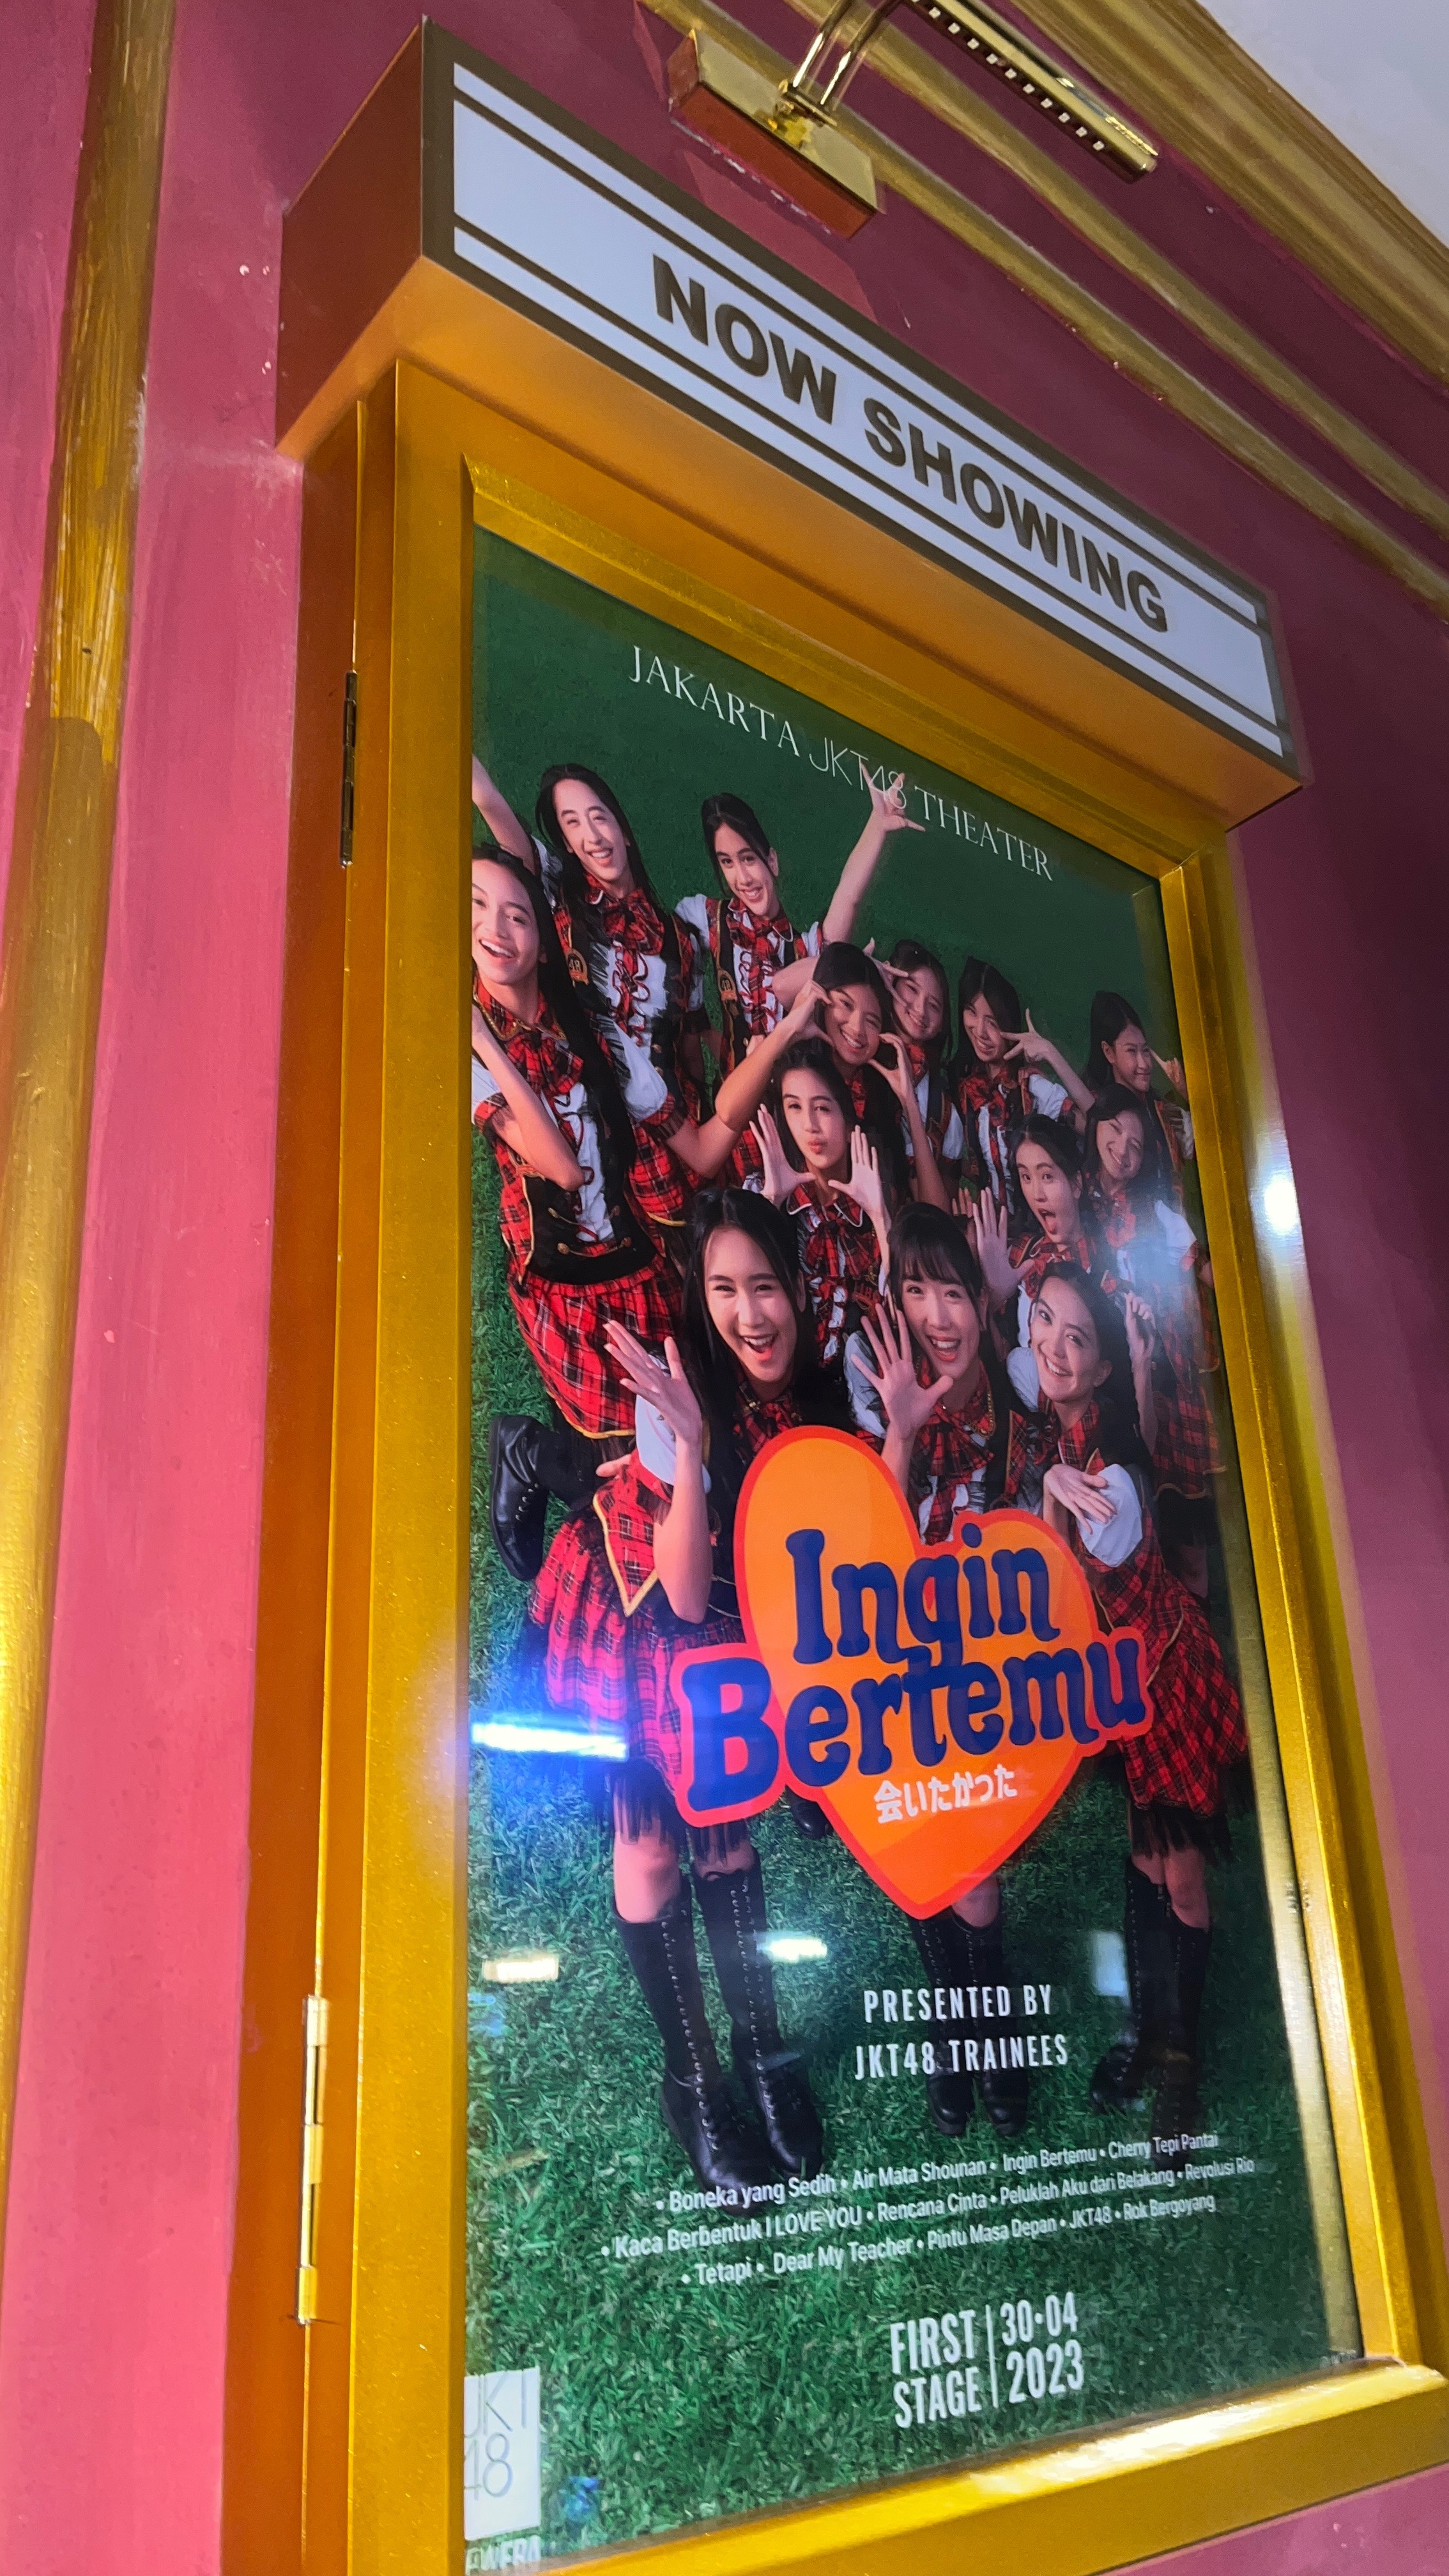 NOW SHOWING
JAKARTA JKT48 THEATER
Ingin
Bertemu
会いたかった
PRESENTED BY
JKT48 TRAINEES
• Boneka yang Sedih • Air Mata Shounan • Ingin Bertemu • Cherry Tepi Pantai
• Kaca Berbentuk I LOVE YOU • Rencana Cinta • Peluklah Aku dari Belakang • Revolusi Rio
• Tetapi • Dear My Teacher • Pintu Masa Depan • JKT48 • Rok Bergoyang
FIRST STAGE | 30•04 2023
JKT
48